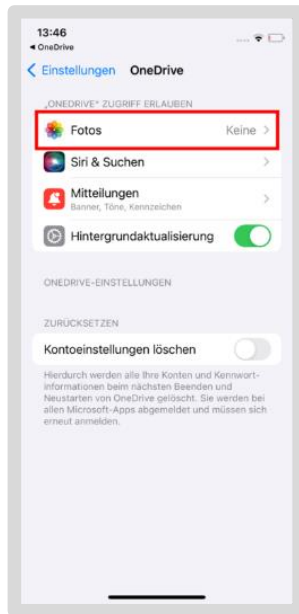 13:46
◂ OneDrive
Einstellungen OneDrive
„ONEDRIVE“ ZUGRIFF ERLAUBEN
Fotos Keine
Siri & Suchen
Mitteilungen
Banner, Töne, Kennzeichen
Hintergrundaktualisierung
ONEDRIVE-EINSTELLUNGEN
ZURÜCKSETZEN
Kontoeinstellungen löschen
Hierdurch werden alle Ihre Konten und Kennwort-
informationen beim nächsten Beenden und
Neustarten von OneDrive gelöscht. Sie werden bei
allen Microsoft-Apps abgemeldet und müssen sich
erneut anmelden.